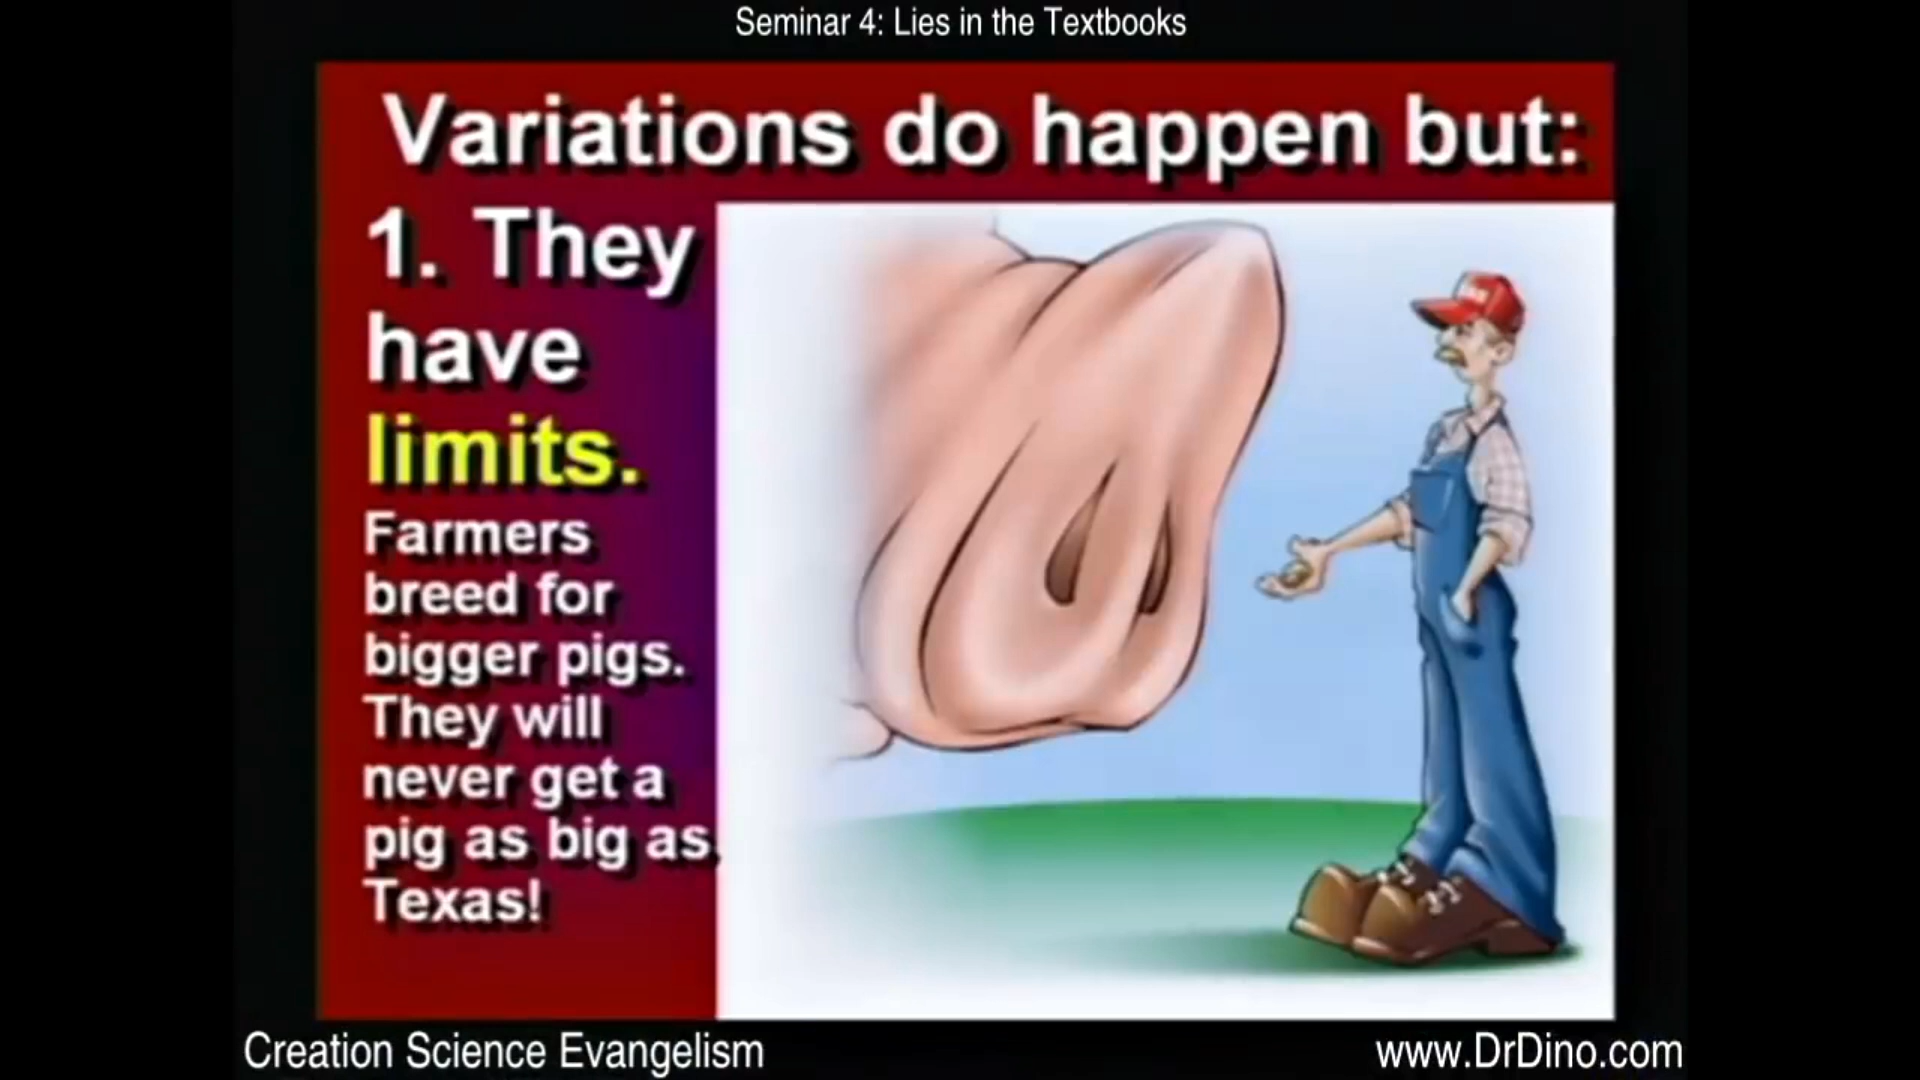 Seminar 4: Lies in the Textbooks
Variations do happen but:
1. They
have
limits.
Farmers
breed for
bigger pigs.
They will
never get a
pig as big as
Texas!
Creation Science Evangelism
www.DrDino.com